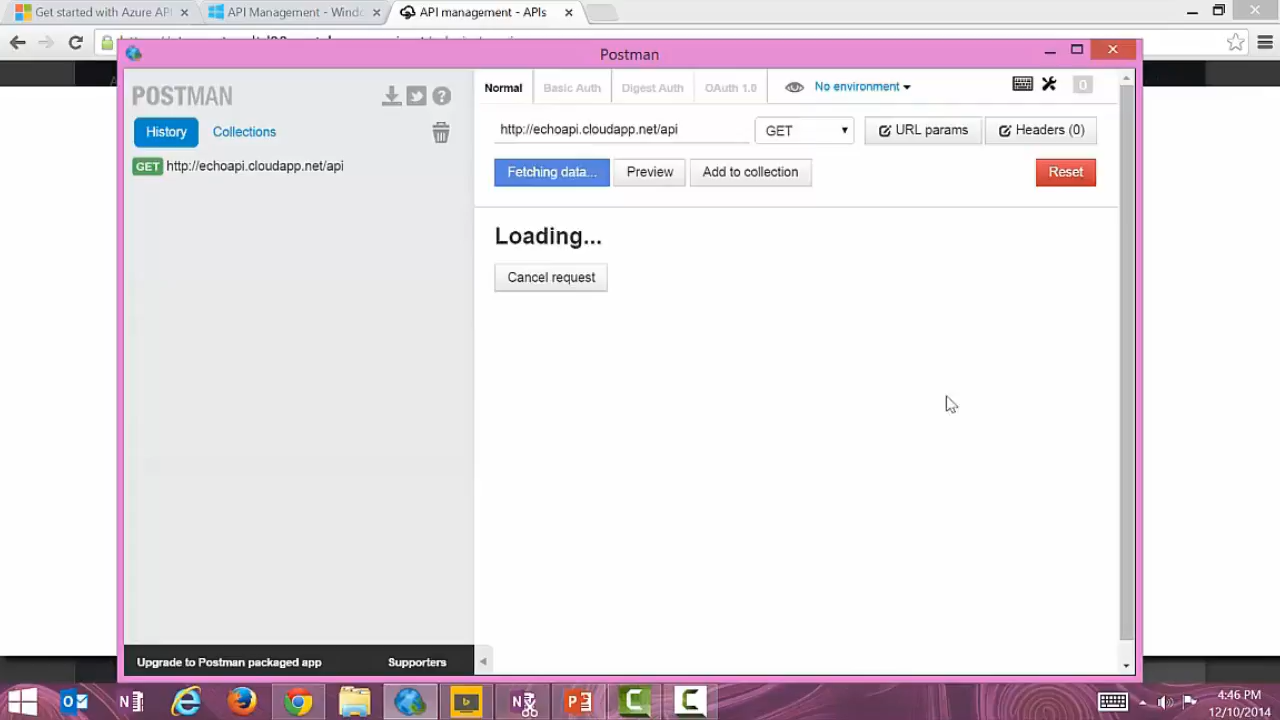 Get started with Azure API
API Management - Windo
API management - APIs
Postman
POSTMAN
Normal
Basic Auth
Digest Auth
OAuth 1.0
No environment
0
History
Collections
http://echoapi.cloudapp.net/api
GET
URL params
Headers (0)
GET http://echoapi.cloudapp.net/api
Fetching data...
Preview
Add to collection
Reset
Loading...
Cancel request
Upgrade to Postman packaged app
Supporters
4:46 PM
12/10/2014